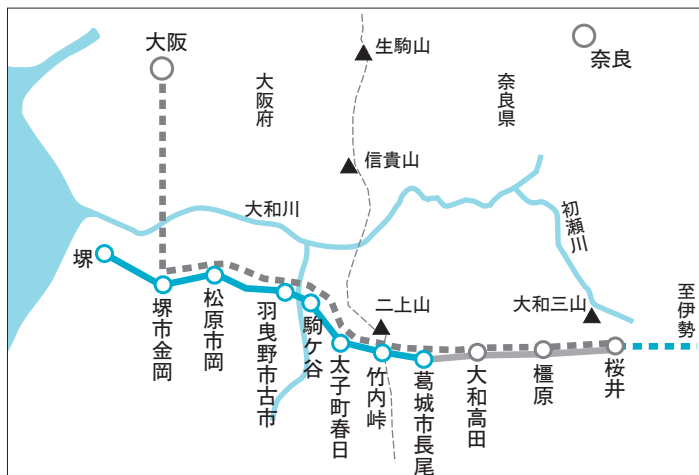 大阪
生駒山
奈良
大阪府
奈良県
信貴山
大和川
初瀬川
堺
二上山
大和三山
至伊勢
堺市金岡
松原市岡
羽曳野市古市
駒ケ谷
太子町春日
竹内峠
葛城市長尾
大和高田
橿原
桜井